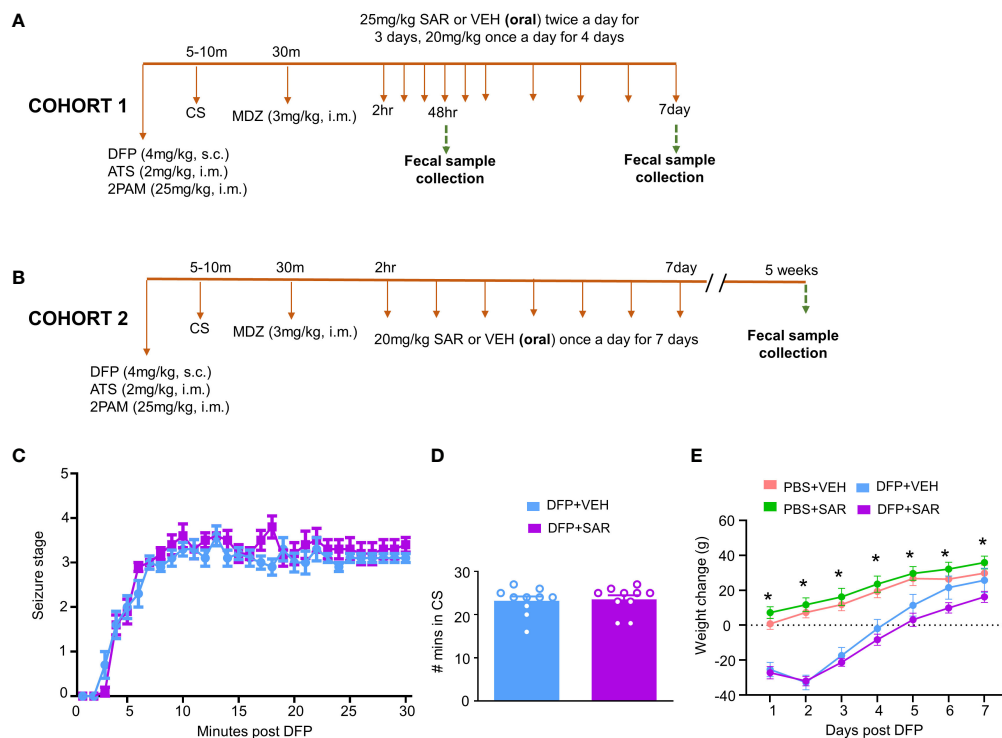 A
25mg/kg SAR or VEH (oral) twice a day for
3 days, 20mg/kg once a day for 4 days
5-10m
30m
COHORT 1
CS
MDZ (3mg/kg, i.m.)
2hr
48hr
7day
DFP (4mg/kg, s.c.)
ATS (2mg/kg, i.m.)
2PAM (25mg/kg, i.m.)
Fecal sample
collection
Fecal sample
collection
B
5-10m
30m
2hr
7day
5 weeks
COHORT 2
CS
MDZ (3mg/kg, i.m.)
20mg/kg SAR or VEH (oral) once a day for 7 days
Fecal sample
collection
DFP (4mg/kg, s.c.)
ATS (2mg/kg, i.m.)
2PAM (25mg/kg, i.m.)
C
Seizure stage
5
4
3
2
1
0
0 5 10 15 20 25 30
Minutes post DFP
D
DFP+VEH
DFP+SAR
# mins in CS
30
20
10
0
E
PBS+VEH
DFP+VEH
PBS+SAR
DFP+SAR
Weight change (g)
60
40
20
0
-20
-40
* * * * * * *
1 2 3 4 5 6 7
Days post DFP